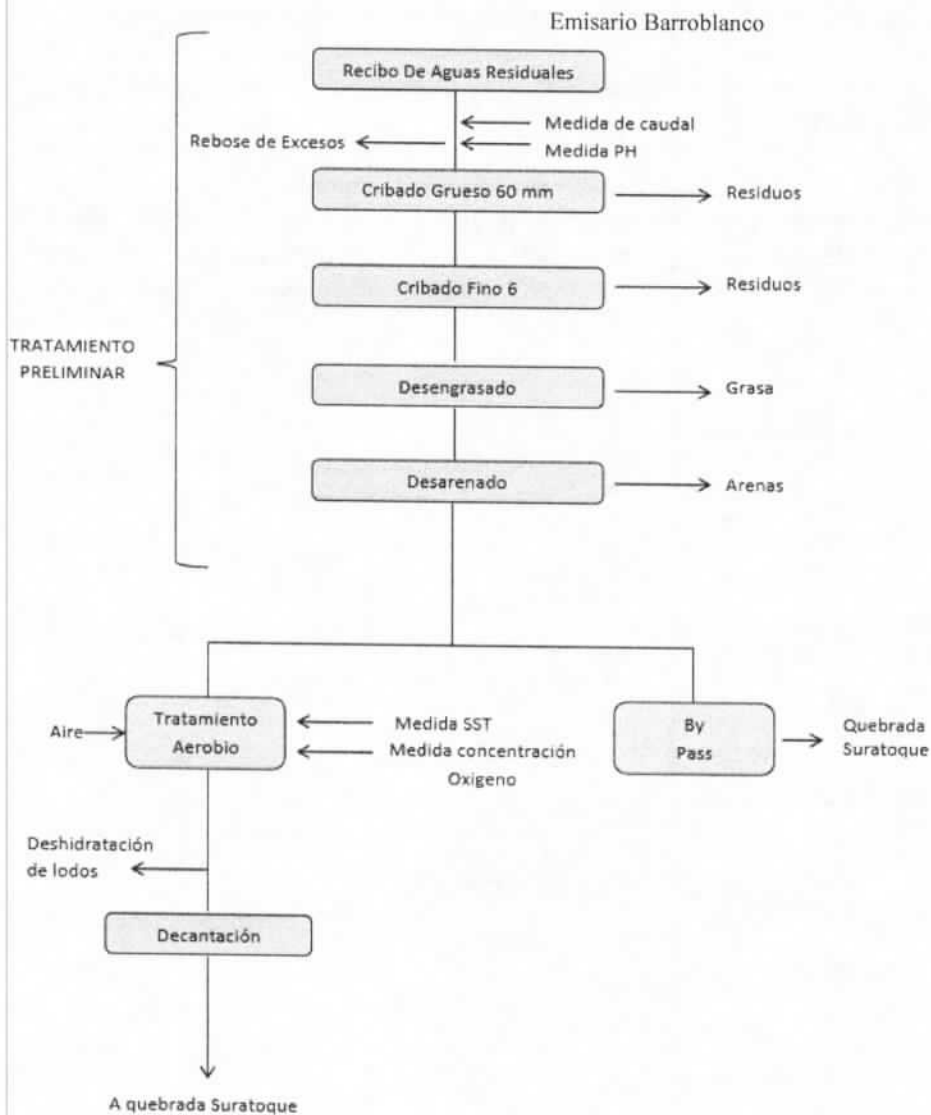 Emisario Barroblanco
Recibo De Aguas Residuales
Medida de caudal
Rebose de Excesos
Medida PH
Cribado Grueso 60 mm
Residuos
Cribado Fino 6
Residuos
TRATAMIENTO
PRELIMINAR
Desengrasado
Grasa
Desarenado
Arenas
Aire
Tratamiento
Aerobio
Medida SST
Medida concentración
Oxigeno
By
Pass
Quebrada
Suratoque
Deshidratación
de lodos
Decantación
A quebrada Suratoque